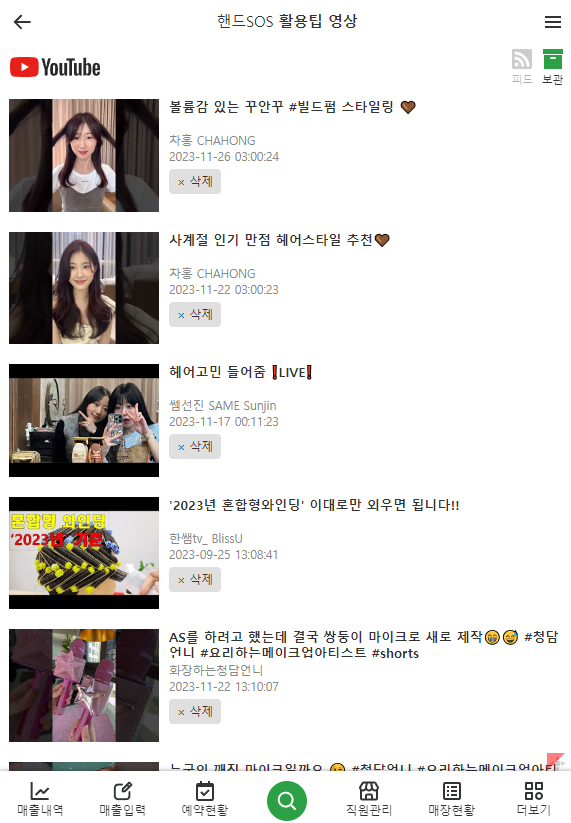 핸드SOS 활용팁 영상
YouTube
피드 보관
볼륨감 있는 꾸안꾸 #빌드펌 스타일링 🤎
차홍 CHAHONG
2023-11-26 03:00:24
× 삭제
사계절 인기 만점 헤어스타일 추천🤎
차홍 CHAHONG
2023-11-22 03:00:23
× 삭제
헤어고민 들어줌❗LIVE❗
쎔선진 SAME Sunjin
2023-11-17 00:11:23
× 삭제
혼합형 와인딩
'2023년 기본
'2023년 혼합형와인딩' 이대로만 외우면 됩니다!!
한쌤tv_ BlissU
2023-09-25 13:08:41
× 삭제
AS를 하려고 했는데 결국 쌍둥이 마이크로 새로 제작😁😅 #청담
언니 #요리하는메이크업아티스트 #shorts
화장하는청담언니
2023-11-22 13:10:07
× 삭제
매출내역 매출입력 예약현황 직원관리 매장현황 더보기